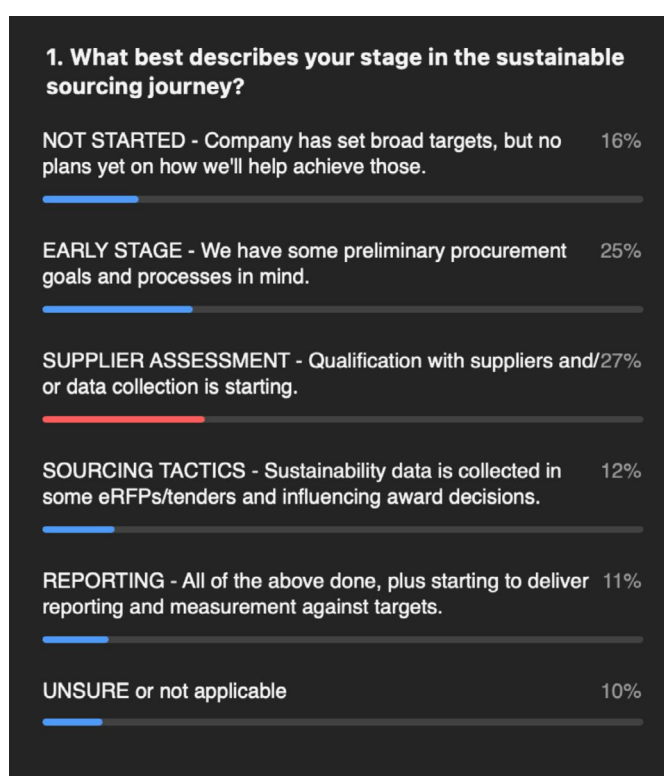 1. What best describes your stage in the sustainable
sourcing journey?
NOT STARTED - Company has set broad targets, but no 16%
plans yet on how we'll help achieve those.
EARLY STAGE - We have some preliminary procurement 25%
goals and processes in mind.
SUPPLIER ASSESSMENT - Qualification with suppliers and/ 27%
or data collection is starting.
SOURCING TACTICS - Sustainability data is collected in 12%
some eRFPs/tenders and influencing award decisions.
REPORTING - All of the above done, plus starting to deliver 11%
reporting and measurement against targets.
UNSURE or not applicable 10%